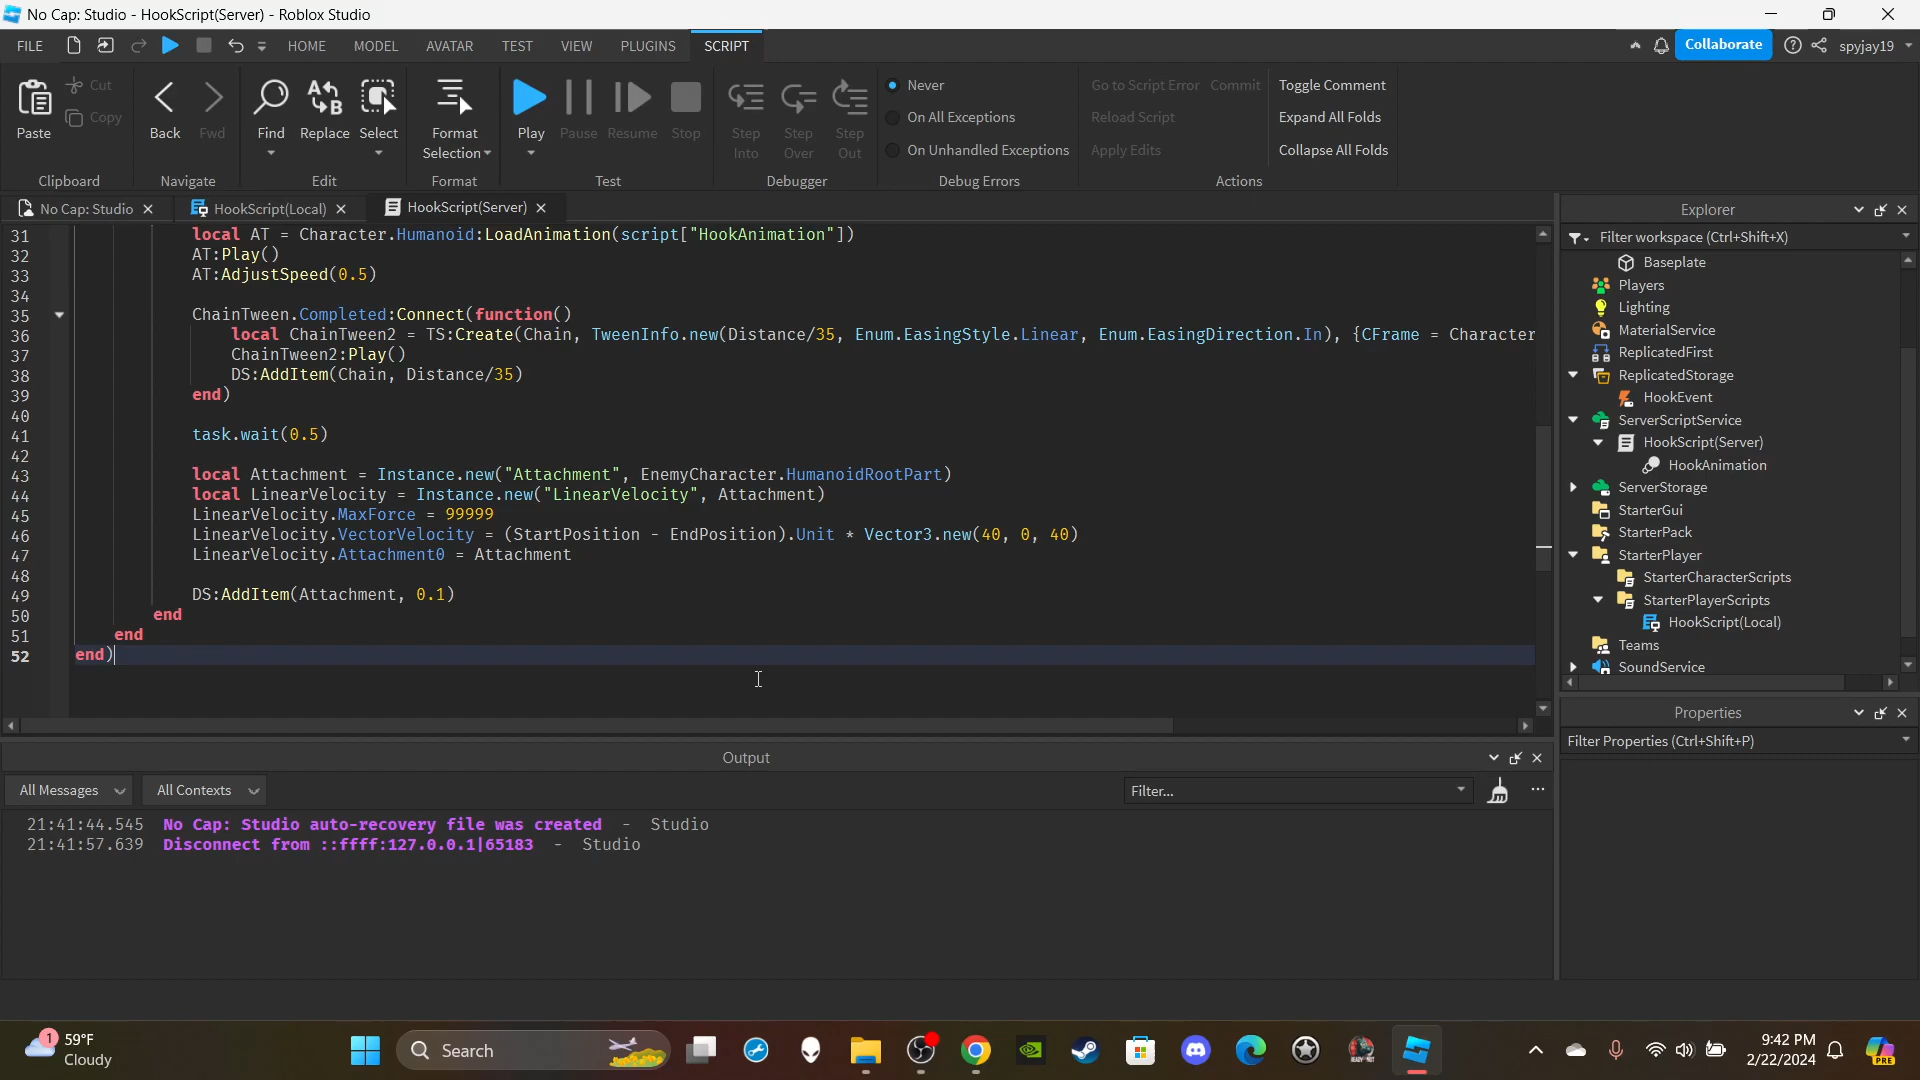 No Cap: Studio - HookScript(Server) - Roblox Studio
FILE HOME MODEL AVATAR TEST VIEW PLUGINS SCRIPT Collaborate spyjay19
Paste Cut Copy Back Fwd Find Replace Select Format Selection Play Pause Resume Stop Step Into Step Over Step Out
Never Go to Script Error Commit Toggle Comment
On All Exceptions Reload Script Expand All Folds
On Unhandled Exceptions Apply Edits Collapse All Folds
Clipboard Navigate Edit Format Test Debugger Debug Errors Actions
No Cap: Studio HookScript(Local) HookScript(Server)
31 local AT = Character.Humanoid:LoadAnimation(script["HookAnimation"])
32 AT:Play()
33 AT:AdjustSpeed(0.5)
34
35 ChainTween.Completed:Connect(function()
36 local ChainTween2 = TS:Create(Chain, TweenInfo.new(Distance/35, Enum.EasingStyle.Linear, Enum.EasingDirection.In), {CFrame = Character
37 ChainTween2:Play()
38 DS:AddItem(Chain, Distance/35)
39 end)
40
41 task.wait(0.5)
42
43 local Attachment = Instance.new("Attachment", EnemyCharacter.HumanoidRootPart)
44 local LinearVelocity = Instance.new("LinearVelocity", Attachment)
45 LinearVelocity.MaxForce = 99999
46 LinearVelocity.VectorVelocity = (StartPosition - EndPosition).Unit * Vector3.new(40, 0, 40)
47 LinearVelocity.Attachment0 = Attachment
48
49 DS:AddItem(Attachment, 0.1)
50 end
51 end
52 end)
Explorer
Filter workspace (Ctrl+Shift+X)
Baseplate
Players
Lighting
MaterialService
ReplicatedFirst
ReplicatedStorage
HookEvent
ServerScriptService
HookScript(Server)
HookAnimation
ServerStorage
StarterGui
StarterPack
StarterPlayer
StarterCharacterScripts
StarterPlayerScripts
HookScript(Local)
Teams
SoundService
Properties
Filter Properties (Ctrl+Shift+P)
Output
All Messages All Contexts Filter... ...
21:41:44.545 No Cap: Studio auto-recovery file was created - Studio
21:41:57.639 Disconnect from ::ffff:127.0.0.1|65183 - Studio
1 59°F
Cloudy
Search
READY OR NOT
9:42 PM
2/22/2024
PRE